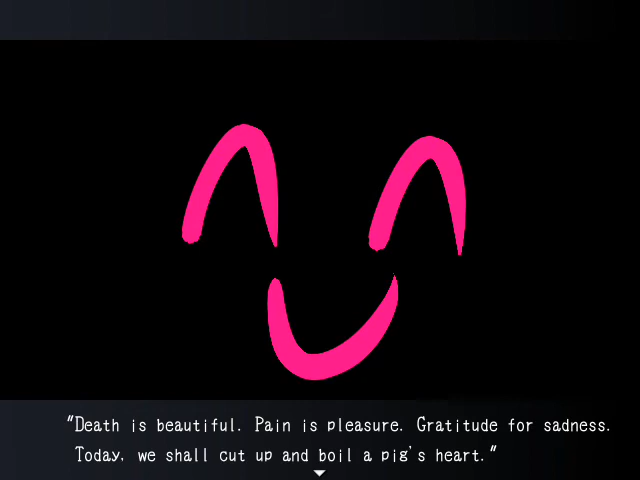 "Death is beautiful. Pain is pleasure. Gratitude for sadness.
Today, we shall cut up and boil a pig's heart."